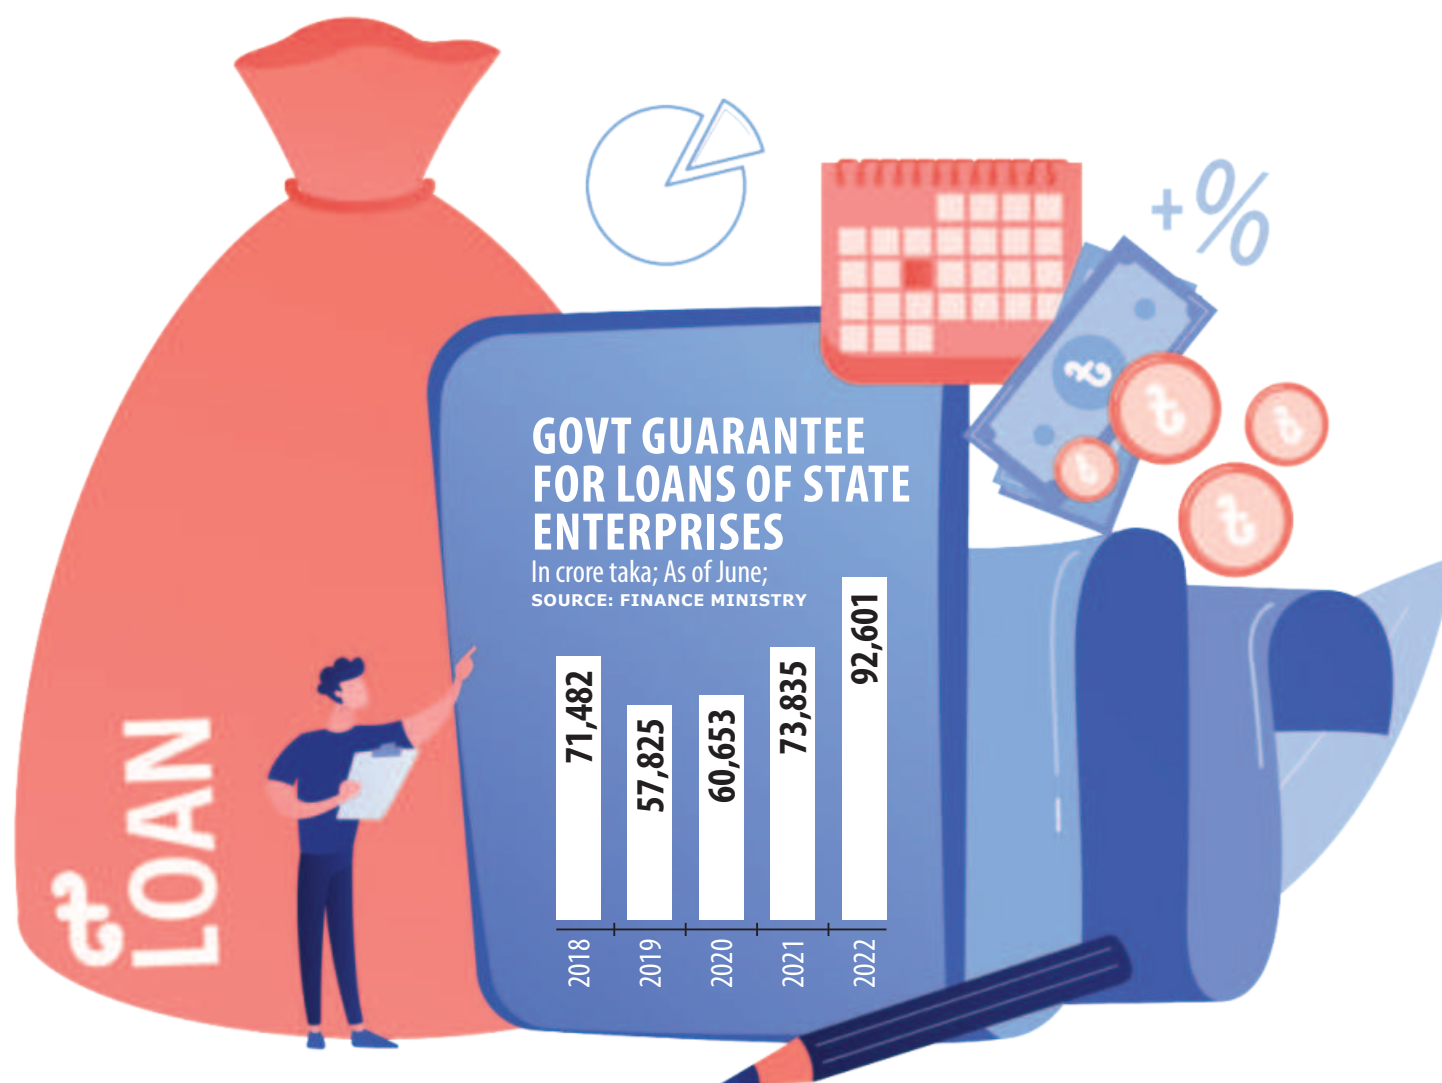 +%
GOVT GUARANTEE
FOR LOANS OF STATE
ENTERPRISES
In crore taka; As of June;
SOURCE: FINANCE MINISTRY
71,482
57,825
60,653
73,835
92,601
2018
2019
2020
2021
2022
৳
LOAN
৳
৳
৳
৳
৳